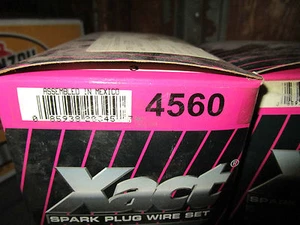 ASSEMBLED IN MEXICO
4560
Xact®
SPARK PLUG WIRE SET